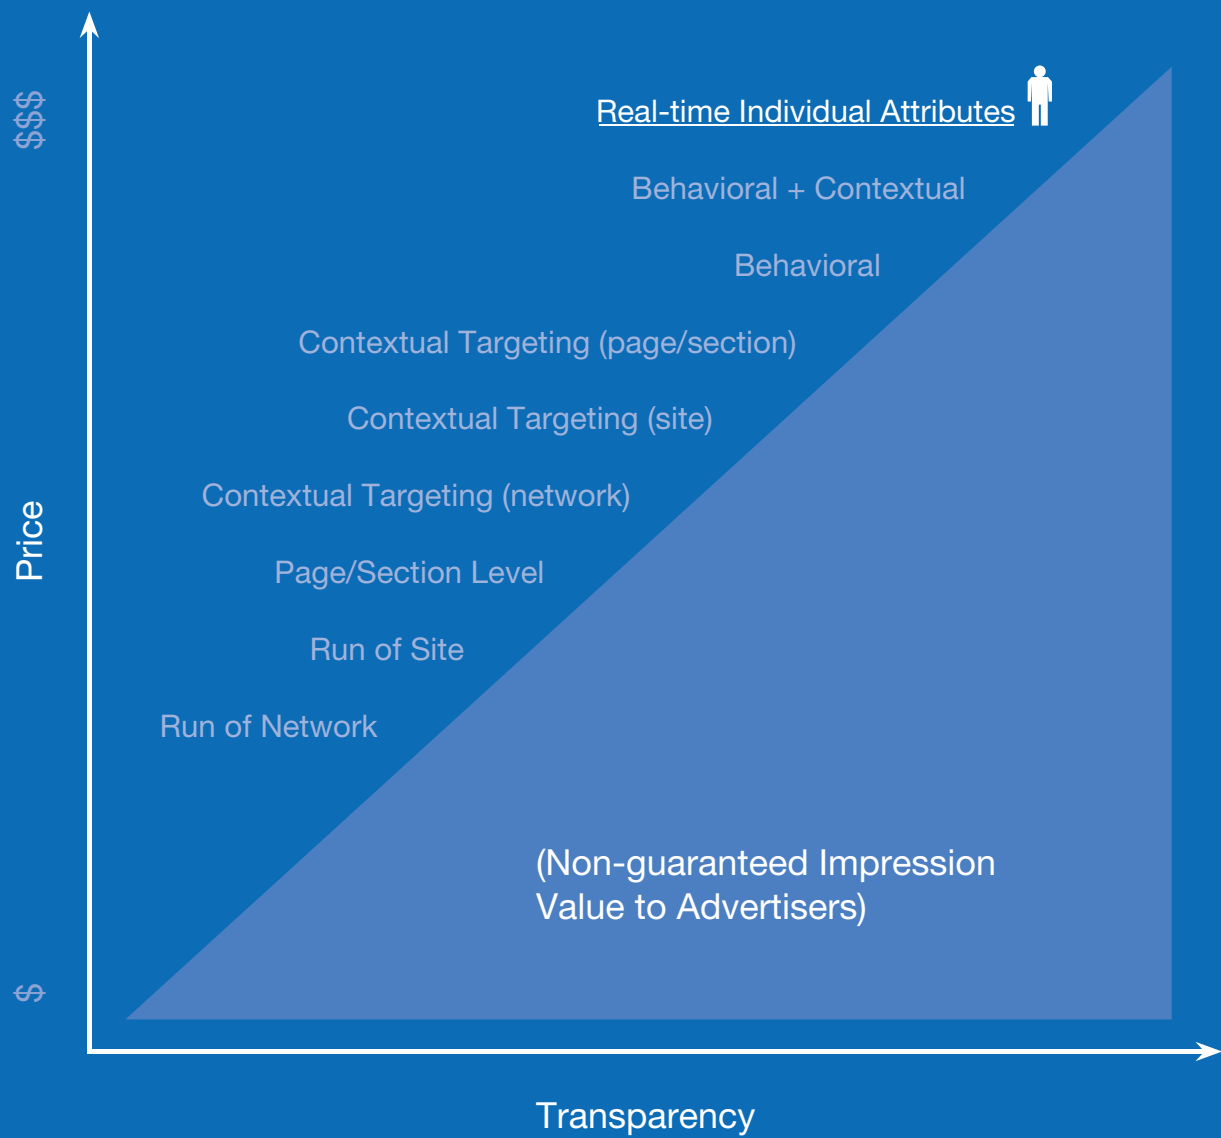 $$$
Real-time Individual Attributes
Behavioral + Contextual
Behavioral
Contextual Targeting (page/section)
Contextual Targeting (site)
Contextual Targeting (network)
Price
Page/Section Level
Run of Site
Run of Network
(Non-guaranteed Impression
Value to Advertisers)
$
Transparency